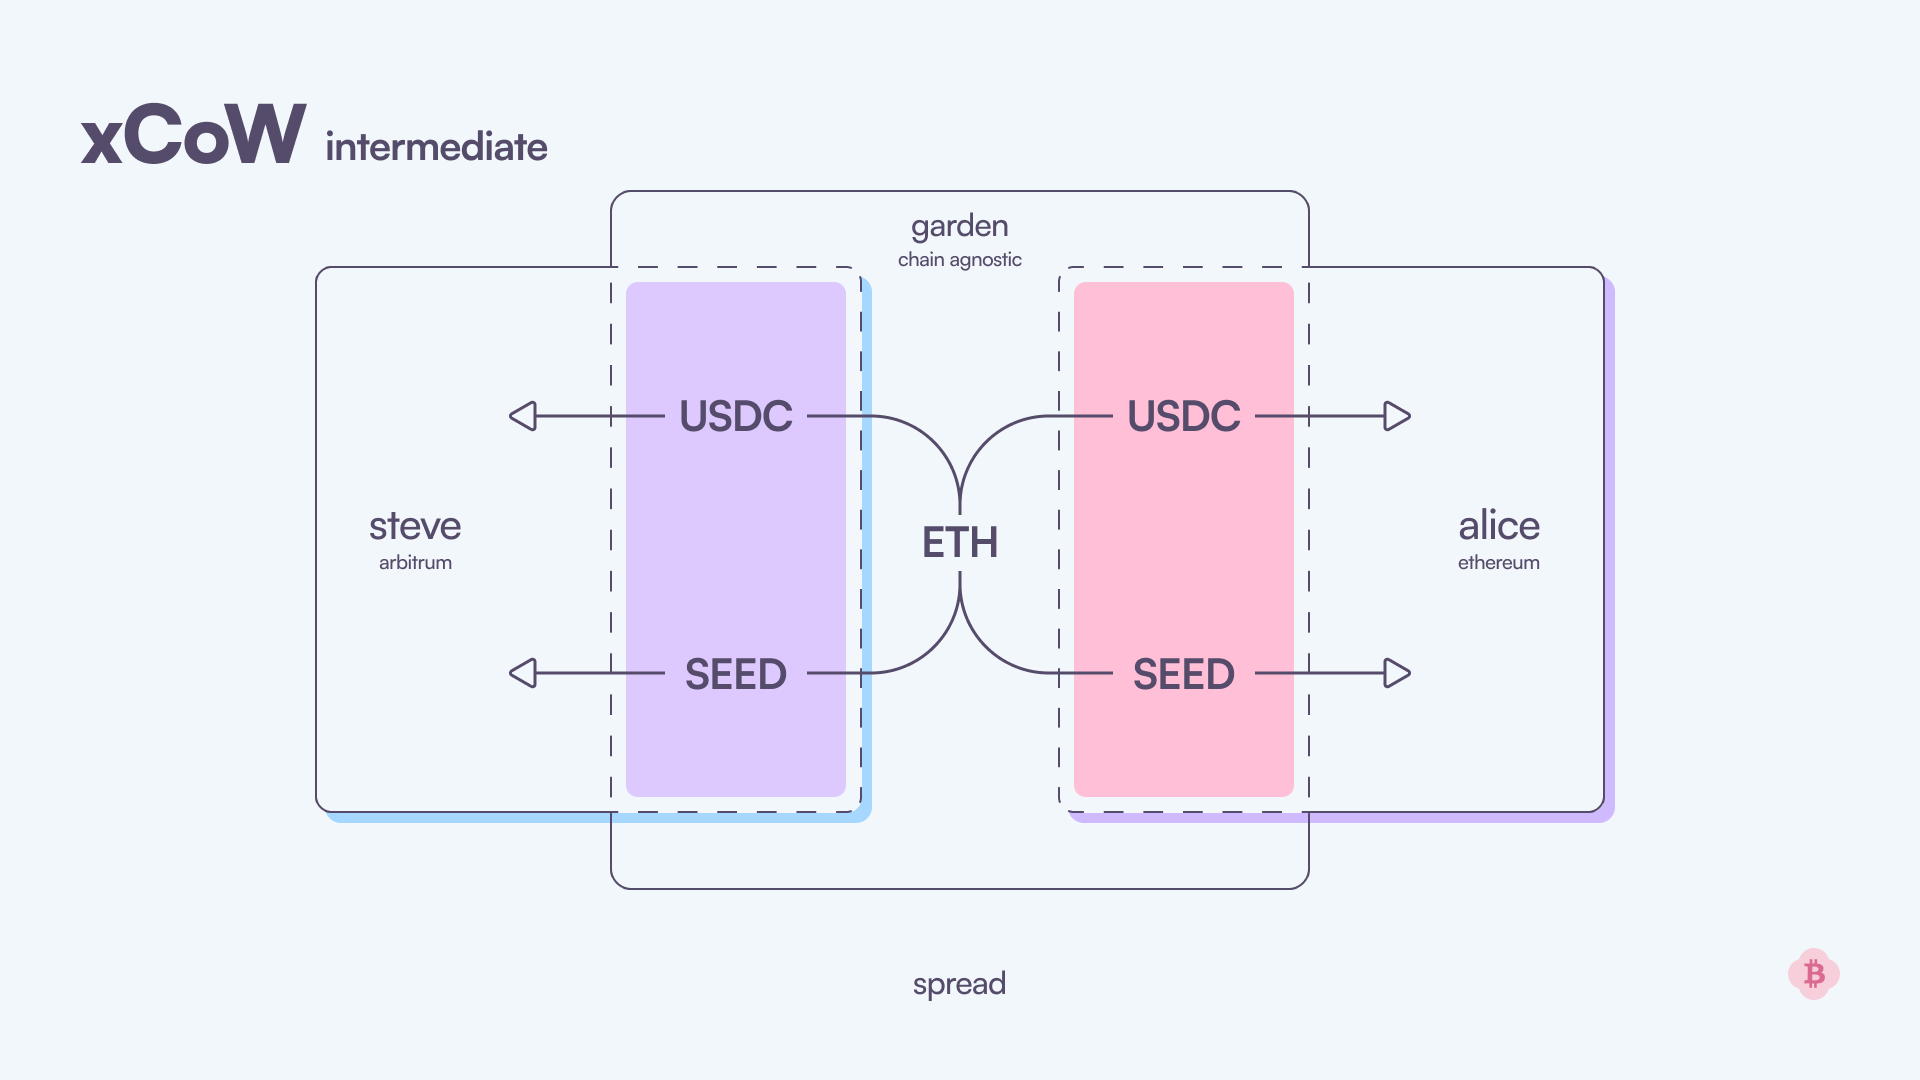 xCoW intermediate
garden
chain agnostic
USDC
USDC
steve
arbitrum
ETH
alice
ethereum
SEED
SEED
spread